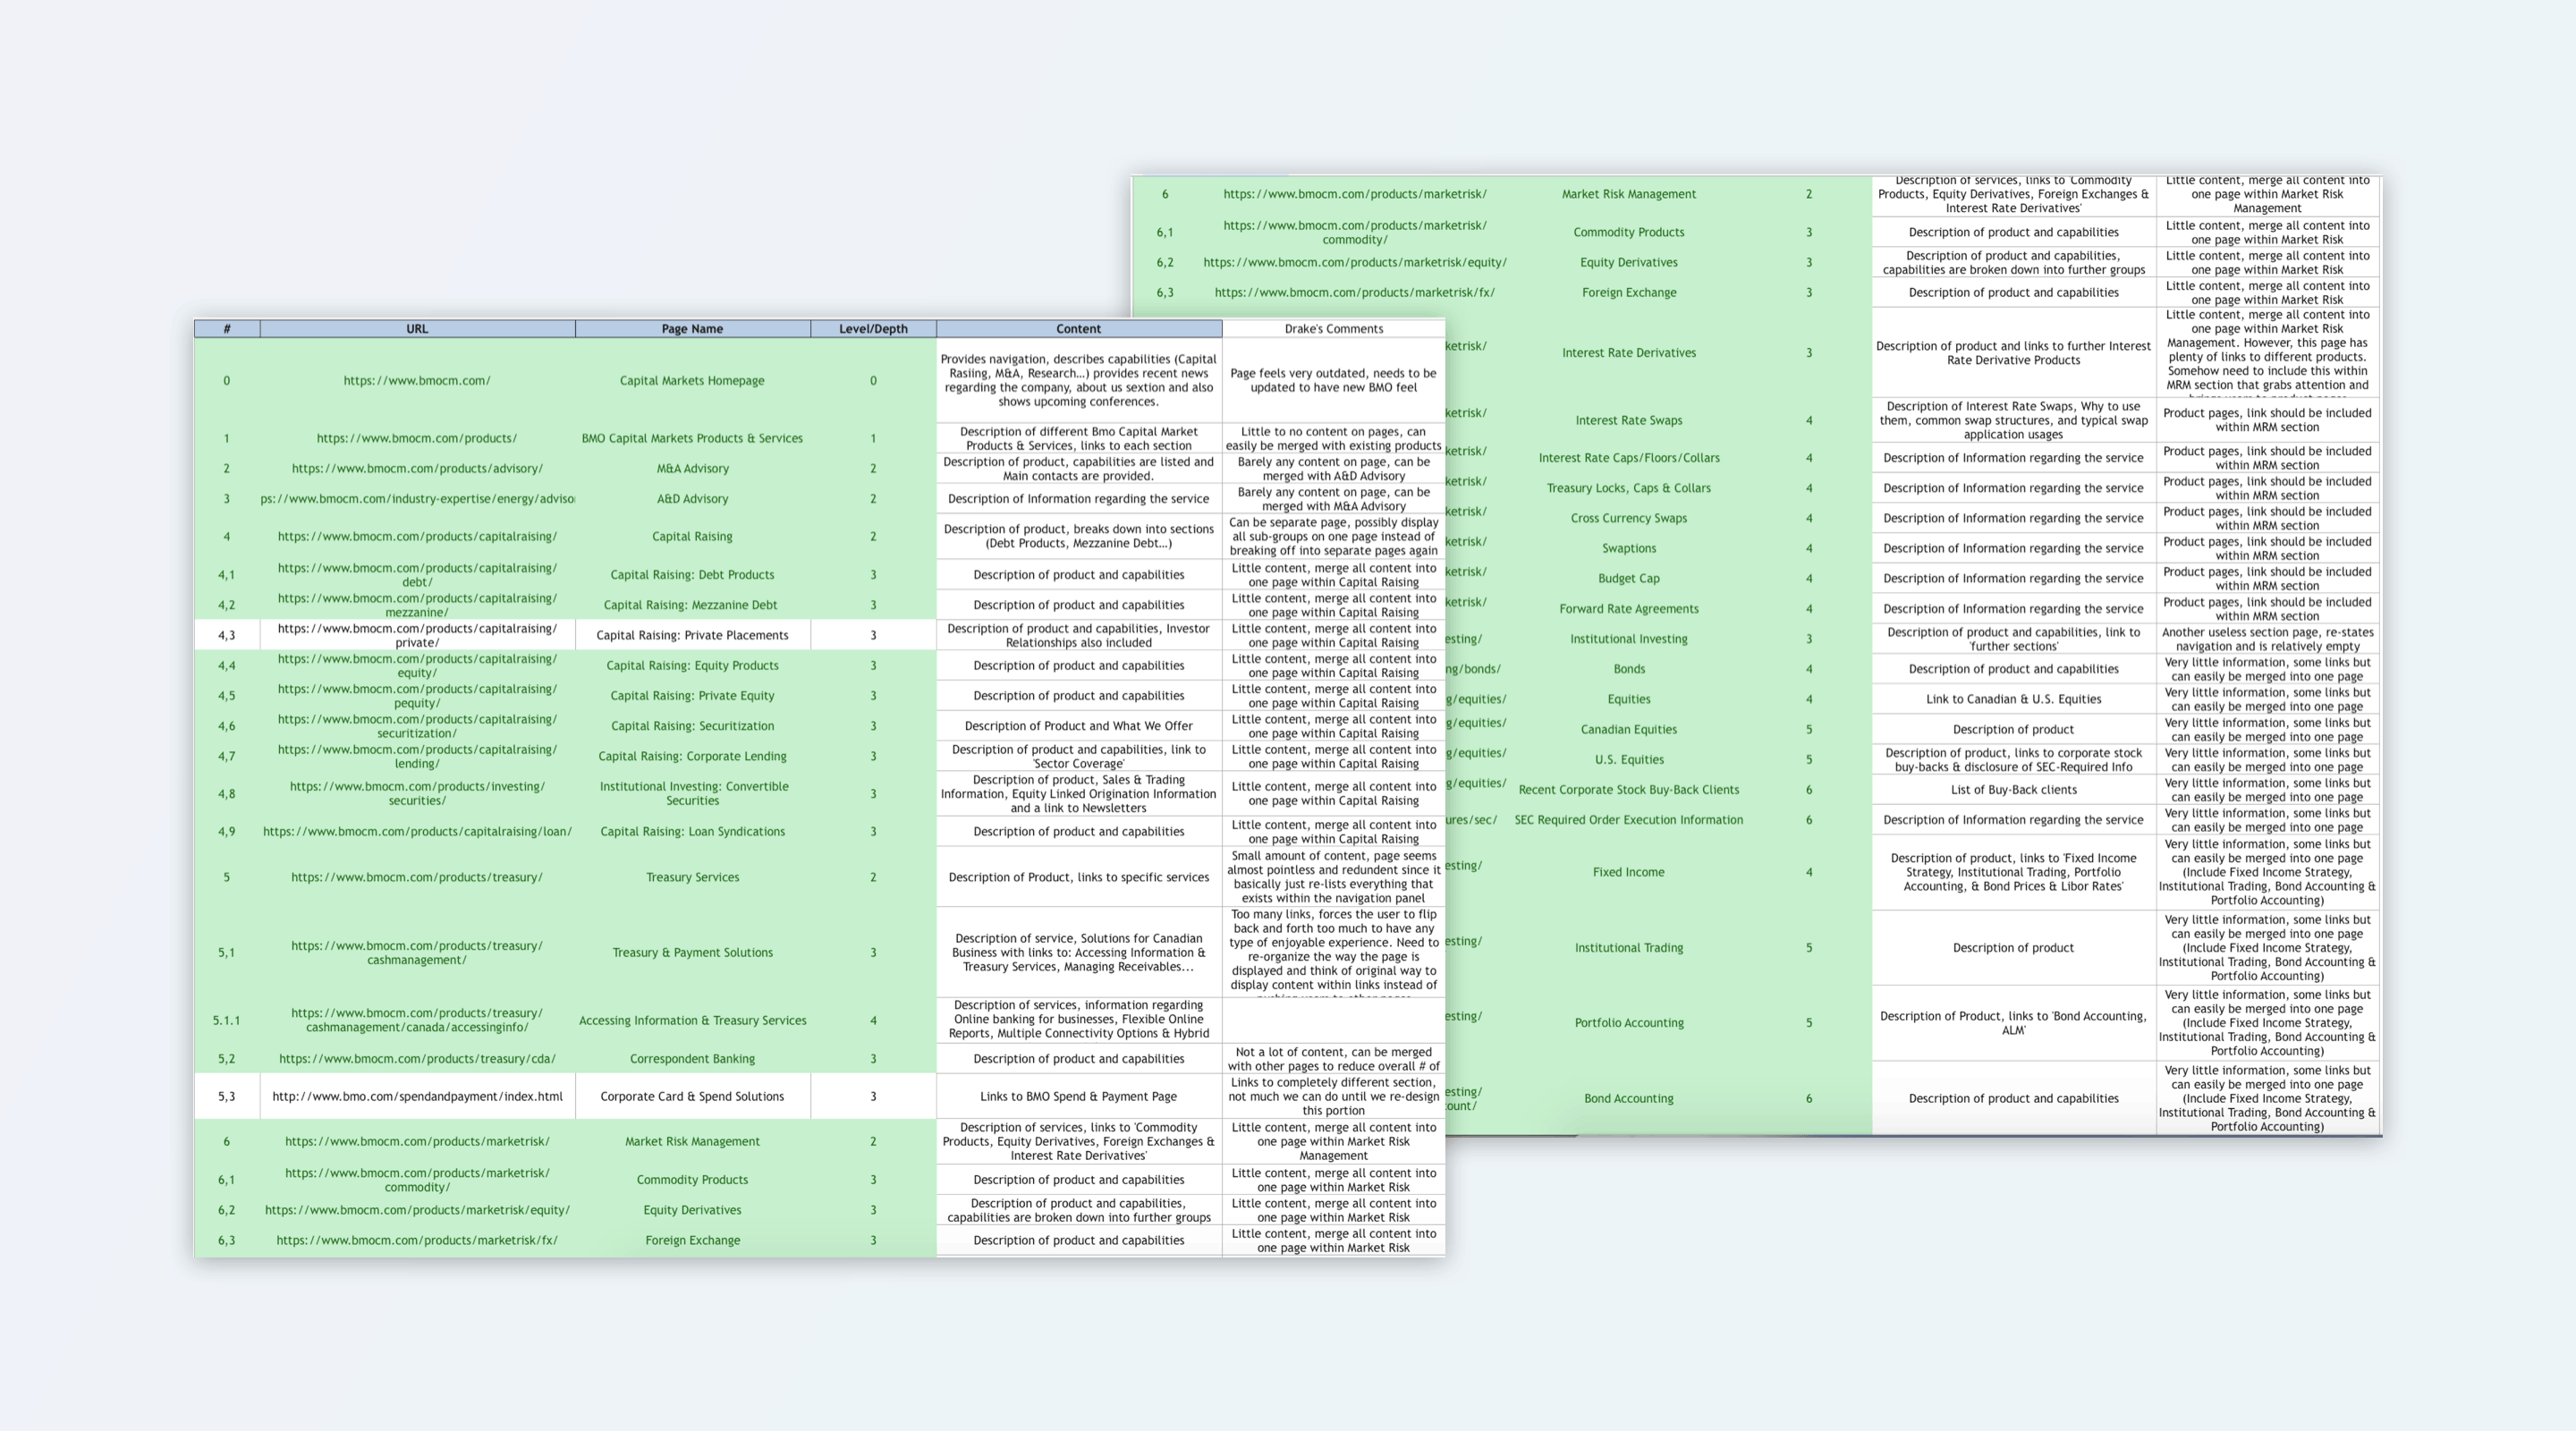 # URL Page Name Level/Depth Content Drake's Comments
0 https://www.bmocm.com/ Capital Markets Homepage 0
Provides navigation, describes capabilities (Capital
Rasiing, M&A, Research...) provides recent news
regarding the company, about us sextion and also
shows upcoming conferences.
Page feels very outdated, needs to be
updated to have new BMO feel
1 https://www.bmocm.com/products/ BMO Capital Markets Products & Services 1
Description of different Bmo Capital Market
Products & Services, links to each section
Little to no content on pages, can
easily be merged with existing products
2 https://www.bmocm.com/products/advisory/ M&A Advisory 2
Description of product, capabilities are listed and
Main contacts are provided.
Barely any content on page, can be
merged with A&D Advisory
3 ps://www.bmocm.com/industry-expertise/energy/advisor A&D Advisory 2
Description of Information regarding the service
Barely any content on page, can be
merged with M&A Advisory
4 https://www.bmocm.com/products/capitalraising/ Capital Raising 2
Description of product, breaks down into sections
(Debt Products, Mezzanine Debt...)
Can be separate page, possibly display
all sub-groups on one page instead of
breaking off into separate pages again
4,1 https://www.bmocm.com/products/capitalraising/
debt/
Capital Raising: Debt Products 3
Description of product and capabilities
Little content, merge all content into
one page within Capital Raising
4,2 https://www.bmocm.com/products/capitalraising/
mezzanine/
Capital Raising: Mezzanine Debt 3
Description of product and capabilities
Little content, merge all content into
one page within Capital Raising
4,3 https://www.bmocm.com/products/capitalraising/
private/
Capital Raising: Private Placements 3
Description of product and capabilities, Investor
Relationships also included
Little content, merge all content into
one page within Capital Raising
4,4 https://www.bmocm.com/products/capitalraising/
equity/
Capital Raising: Equity Products 3
Description of product and capabilities
Little content, merge all content into
one page within Capital Raising
4,5 https://www.bmocm.com/products/capitalraising/
pequity/
Capital Raising: Private Equity 3
Description of product and capabilities
Little content, merge all content into
one page within Capital Raising
4,6 https://www.bmocm.com/products/capitalraising/
securitization/
Capital Raising: Securitization 3
Description of Product and What We Offer
Little content, merge all content into
one page within Capital Raising
4,7 https://www.bmocm.com/products/capitalraising/
lending/
Capital Raising: Corporate Lending 3
Description of product and capabilities, link to
'Sector Coverage'
Little content, merge all content into
one page within Capital Raising
4,8 https://www.bmocm.com/products/investing/
securities/
Institutional Investing: Convertible
Securities
3
Description of product, Sales & Trading
Information, Equity Linked Origination Information
and a link to Newsletters
Little content, merge all content into
one page within Capital Raising
4,9 https://www.bmocm.com/products/capitalraising/loan/ Capital Raising: Loan Syndications 3
Description of product and capabilities
Little content, merge all content into
one page within Capital Raising
5 https://www.bmocm.com/products/treasury/ Treasury Services 2
Description of Product, links to specific services
Small amount of content, page seems
almost pointless and redundent since it
basically just re-lists everything that
exists within the navigation panel
5,1 https://www.bmocm.com/products/treasury/
cashmanagement/
Treasury & Payment Solutions 3
Description of service, Solutions for Canadian
Business with links to: Accessing Information &
Treasury Services, Managing Receivables...
Too many links, forces the user to flip
back and forth too much to have any
type of enjoyable experience. Need to
re-organize the way the page is
displayed and think of original way to
display content within links instead of
5.1.1 https://www.bmocm.com/products/treasury/
cashmanagement/canada/accessinginfo/
Accessing Information & Treasury Services 4
Description of services, information regarding
Online banking for businesses, Flexible Online
Reports, Multiple Connectivity Options & Hybrid
5,2 https://www.bmocm.com/products/treasury/cda/ Correspondent Banking 3
Description of product and capabilities
Not a lot of content, can be merged
with other pages to reduce overall # of
5,3 http://www.bmo.com/spendandpayment/index.html Corporate Card & Spend Solutions 3
Links to BMO Spend & Payment Page
Links to completely different section,
not much we can do until we re-design
this portion
6 https://www.bmocm.com/products/marketrisk/ Market Risk Management 2
Description of services, links to 'Commodity
Products, Equity Derivatives, Foreign Exchanges &
Interest Rate Derivatives'
Little content, merge all content into
one page within Market Risk
Management
6,1 https://www.bmocm.com/products/marketrisk/
commodity/
Commodity Products 3
Description of product and capabilities
Little content, merge all content into
one page within Market Risk
6,2 https://www.bmocm.com/products/marketrisk/equity/ Equity Derivatives 3
Description of product and capabilities,
capabilities are broken down into further groups
Little content, merge all content into
one page within Market Risk
6,3 https://www.bmocm.com/products/marketrisk/fx/ Foreign Exchange 3
Description of product and capabilities
Little content, merge all content into
one page within Market Risk
6 https://www.bmocm.com/products/marketrisk/ Market Risk Management 2
Description of services, links to 'Commodity
Products, Equity Derivatives, Foreign Exchanges &
Interest Rate Derivatives'
Little content, merge all content into
one page within Market Risk
Management
6,1 https://www.bmocm.com/products/marketrisk/
commodity/
Commodity Products 3
Description of product and capabilities
Little content, merge all content into
one page within Market Risk
6,2 https://www.bmocm.com/products/marketrisk/equity/ Equity Derivatives 3
Description of product and capabilities,
capabilities are broken down into further groups
Little content, merge all content into
one page within Market Risk
6,3 https://www.bmocm.com/products/marketrisk/fx/ Foreign Exchange 3
Description of product and capabilities
Little content, merge all content into
one page within Market Risk
ketrisk/ Interest Rate Derivatives 3
Description of product and links to further Interest
Rate Derivative Products
Little content, merge all content into
one page within Market Risk
Management. However, this page has
plenty of links to different products.
Somehow need to include this within
MRM section that grabs attention and
ketrisk/ Interest Rate Swaps 4
Description of Interest Rate Swaps, Why to use
them, common swap structures, and typical swap
application usages
Product pages, link should be included
within MRM section
ketrisk/ Interest Rate Caps/Floors/Collars 4
Description of Information regarding the service
Product pages, link should be included
within MRM section
ketrisk/ Treasury Locks, Caps & Collars 4
Description of Information regarding the service
Product pages, link should be included
within MRM section
ketrisk/ Cross Currency Swaps 4
Description of Information regarding the service
Product pages, link should be included
within MRM section
ketrisk/ Swaptions 4
Description of Information regarding the service
Product pages, link should be included
within MRM section
ketrisk/ Budget Cap 4
Description of Information regarding the service
Product pages, link should be included
within MRM section
ketrisk/ Forward Rate Agreements 4
Description of Information regarding the service
Product pages, link should be included
within MRM section
esting/ Institutional Investing 3
Description of product and capabilities, link to
'further sections'
Another useless section page, re-states
navigation and is relatively empty
ng/bonds/ Bonds 4
Description of product and capabilities
Very little information, some links but
can easily be merged into one page
g/equities/ Equities 4
Link to Canadian & U.S. Equities
Very little information, some links but
can easily be merged into one page
g/equities/ Canadian Equities 5
Description of product
Very little information, some links but
can easily be merged into one page
g/equities/ U.S. Equities 5
Description of product, links to corporate stock
buy-backs & disclosure of SEC-Required Info
Very little information, some links but
can easily be merged into one page
g/equities/ Recent Corporate Stock Buy-Back Clients 6
List of Buy-Back clients
Very little information, some links but
can easily be merged into one page
ures/sec/ SEC Required Order Execution Information 6
Description of Information regarding the service
Very little information, some links but
can easily be merged into one page
esting/ Fixed Income 4
Description of product, links to 'Fixed Income
Strategy, Institutional Trading, Portfolio
Accounting, & Bond Prices & Libor Rates'
Very little information, some links but
can easily be merged into one page
(Include Fixed Income Strategy,
Institutional Trading, Bond Accounting &
Portfolio Accounting)
esting/ Institutional Trading 5
Description of product
Very little information, some links but
can easily be merged into one page
(Include Fixed Income Strategy,
Institutional Trading, Bond Accounting &
Portfolio Accounting)
esting/ Portfolio Accounting 5
Description of Product, links to 'Bond Accounting,
ALM'
Very little information, some links but
can easily be merged into one page
(Include Fixed Income Strategy,
Institutional Trading, Bond Accounting &
Portfolio Accounting)
esting/
ount/
Bond Accounting 6
Description of product and capabilities
Very little information, some links but
can easily be merged into one page
(Include Fixed Income Strategy,
Institutional Trading, Bond Accounting &
Portfolio Accounting)